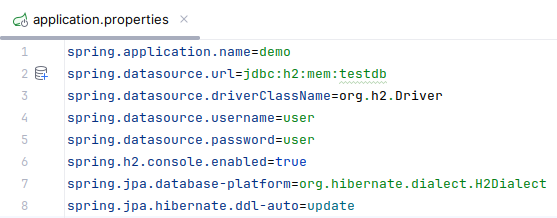 application.properties
1 spring.application.name=demo
2 spring.datasource.url=jdbc:h2:mem:testdb
3 spring.datasource.driverClassName=org.h2.Driver
4 spring.datasource.username=user
5 spring.datasource.password=user
6 spring.h2.console.enabled=true
7 spring.jpa.database-platform=org.hibernate.dialect.H2Dialect
8 spring.jpa.hibernate.ddl-auto=update